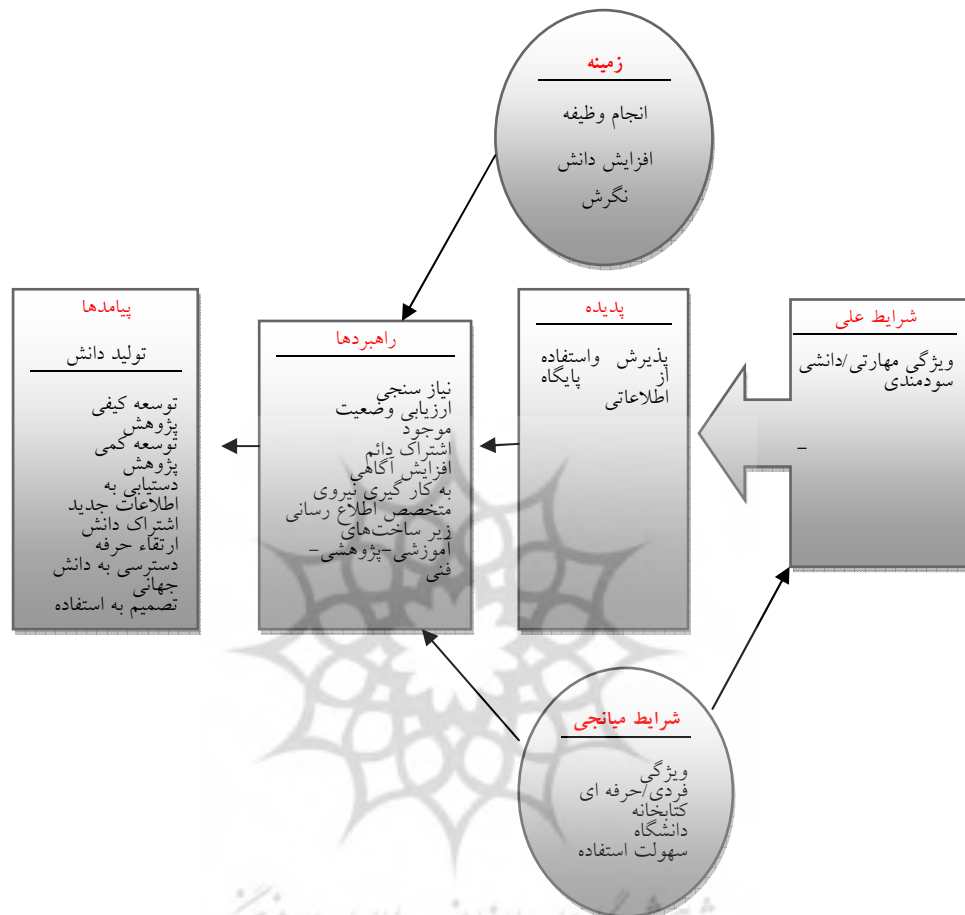 زمینه
انجام وظیفه
افزایش دانش
نگرش
شرایط علی
ویژگی مهارتی/دانشی
سودمندی
–
پدیده
پذیرش واستفاده
از پایگاه
اطلاعاتی
راهبردها
نیاز سنجی
ارزیابی وضعیت
موجود
اشتراک دائم
افزایش آگاهی
به کار گیری نیروی
متخصص اطلاع رسانی
زیر ساخت‌های
آموزشی-پژوهشی-
فنی
پیامدها
تولید دانش
توسعه کیفی
پژوهش
توسعه کمی
پژوهش
دستیابی به
اطلاعات جدید
اشتراک دانش
ارتقاء حرفه
دسترسی به دانش
جهانی
تصمیم به استفاده
شرایط میانجی
ویژگی
فردی/حرفه ای
کتابخانه
دانشگاه
سهولت استفاده